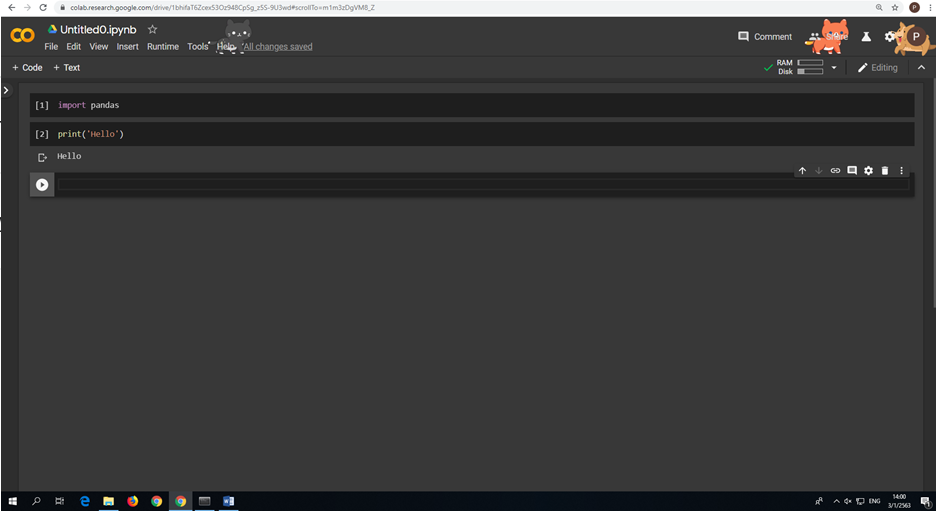 colab.research.google.com/drive/1bhifaT6Zcex53Oz948CpSg_z5S-9U3wd#scrollTo=m1m3zDgVM8_Z
P
Untitled0.ipynb
Comment
Share
P
File Edit View Insert Runtime Tools Help All changes saved
+ Code + Text
RAM
Disk
Editing
[1] import pandas
[2] print('Hello')
Hello
ENG
14:00
3/1/2563